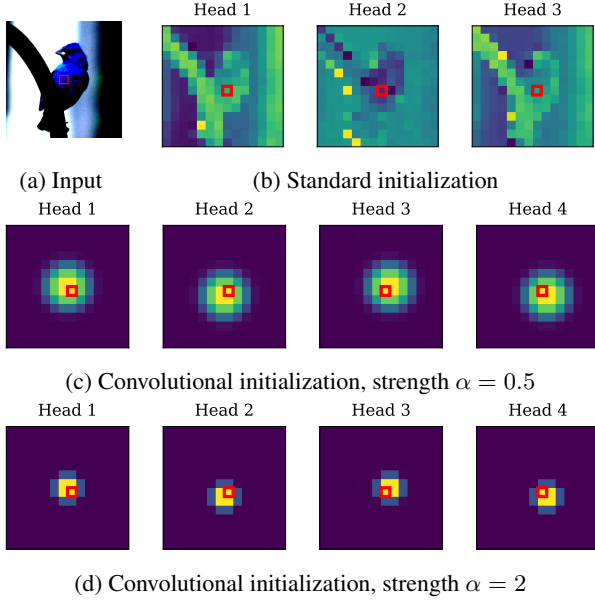 Head 1 Head 2 Head 3
(a) Input (b) Standard initialization
Head 1 Head 2 Head 3 Head 4
(c) Convolutional initialization, strength α = 0.5
Head 1 Head 2 Head 3 Head 4
(d) Convolutional initialization, strength α = 2